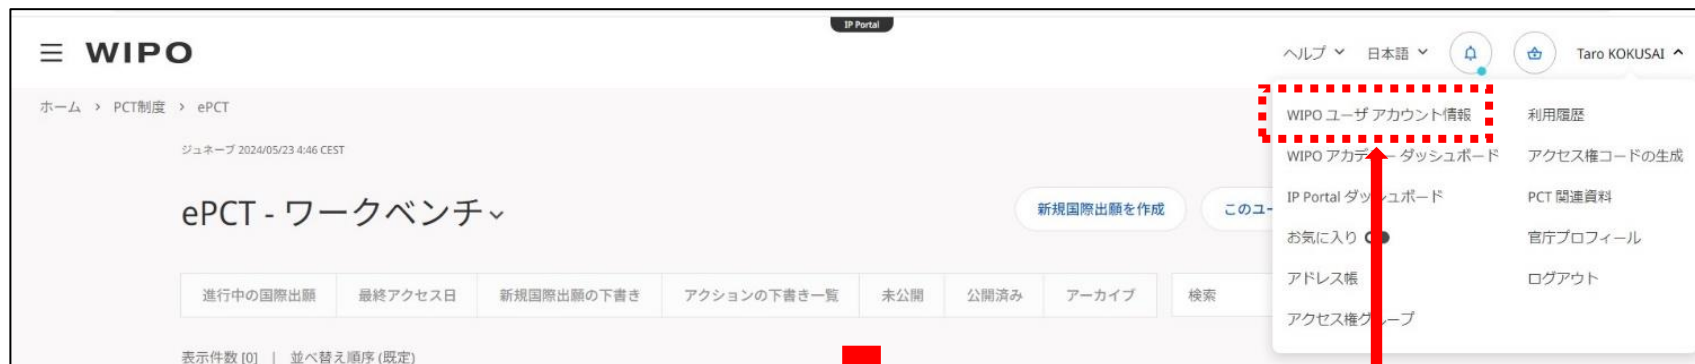 IP Portal
WIPO
ヘルプ 日本語 Taro KOKUSAI
ホーム > PCT制度 > ePCT
ジュネーブ 2024/05/23 4:46 CEST
ePCT - ワークベンチ
新規国際出願を作成 このユー
WIPO ユーザ アカウント情報 利用履歴
WIPO アカデミー ダッシュボード アクセス権コードの生成
IP Portal ダッシュボード PCT 関連資料
お気に入り 官庁プロフィール
アドレス帳 ログアウト
アクセス権グループ
進行中の国際出願 最終アクセス日 新規国際出願の下書き アクションの下書き一覧 未公開 公開済み アーカイブ 検索
表示件数 [0] | 並べ替え順序 (既定)